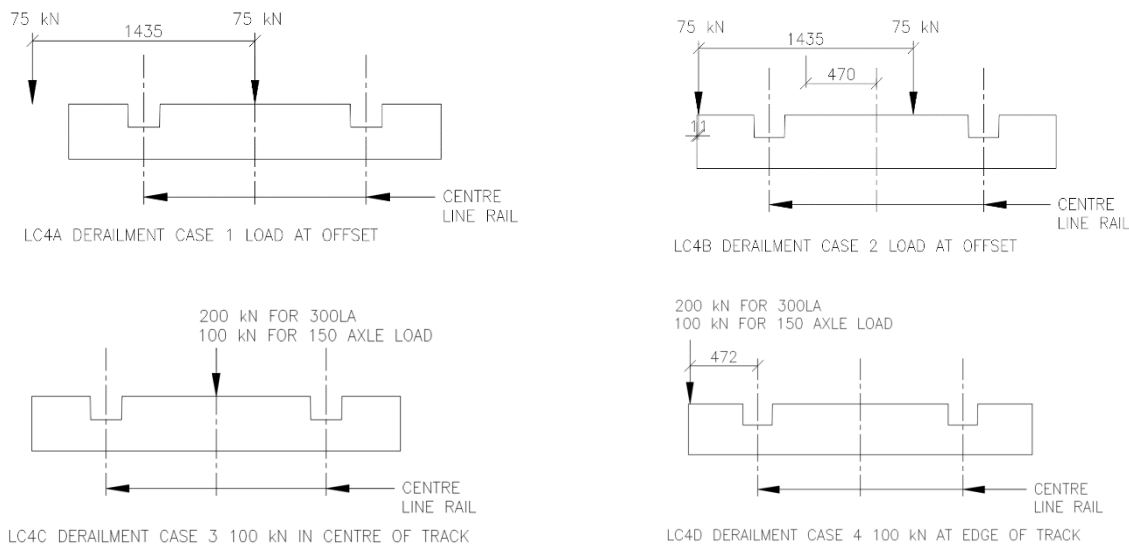 75 kN
75 kN
1435
CENTRE
LINE RAIL
LC4A DERAILMENT CASE 1 LOAD AT OFFSET
75 kN
75 kN
1435
470
11
CENTRE
LINE RAIL
LC4B DERAILMENT CASE 2 LOAD AT OFFSET
200 kN FOR 300LA
100 kN FOR 150 AXLE LOAD
CENTRE
LINE RAIL
LC4C DERAILMENT CASE 3 100 kN IN CENTRE OF TRACK
200 kN FOR 300LA
100 kN FOR 150 AXLE LOAD
472
CENTRE
LINE RAIL
LC4D DERAILMENT CASE 4 100 kN AT EDGE OF TRACK